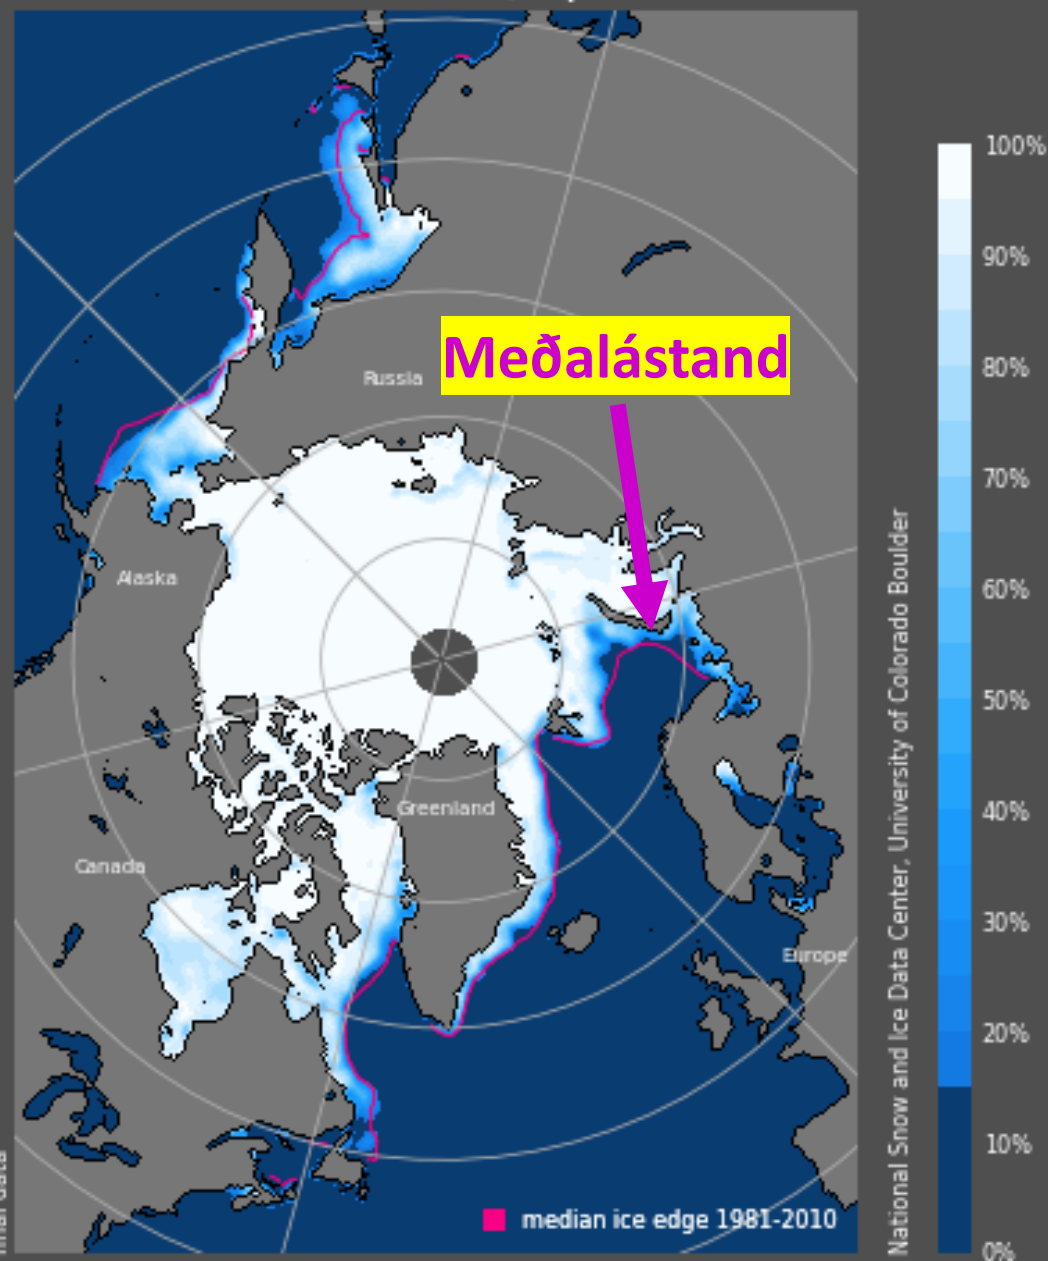 Meðalástand
Russia
Alaska
Greenland
Canada
Europe
median ice edge 1981-2010
National Snow and Ice Data Center, University of Colorado Boulder
100%
90%
80%
70%
60%
50%
40%
30%
20%
10%
0%
data